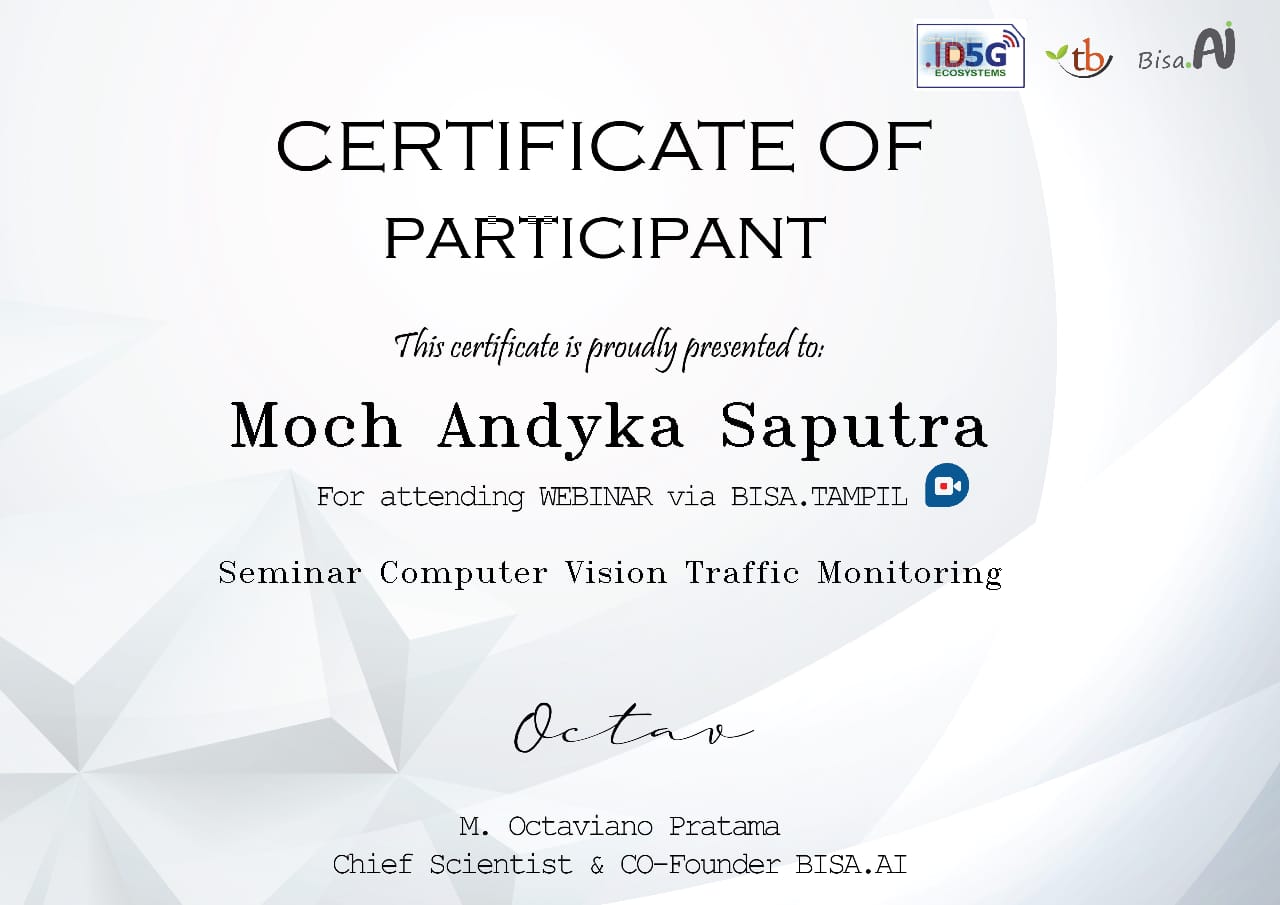 .ID5G
ECOSYSTEMS
tb
Bisa.AI
CERTIFICATE OF
PARTICIPANT
This certificate is proudly presented to:
Moch Andyka Saputra
For attending WEBINAR via BISA.TAMPIL
Seminar Computer Vision Traffic Monitoring
Octav
M. Octaviano Pratama
Chief Scientist & CO-Founder BISA.AI